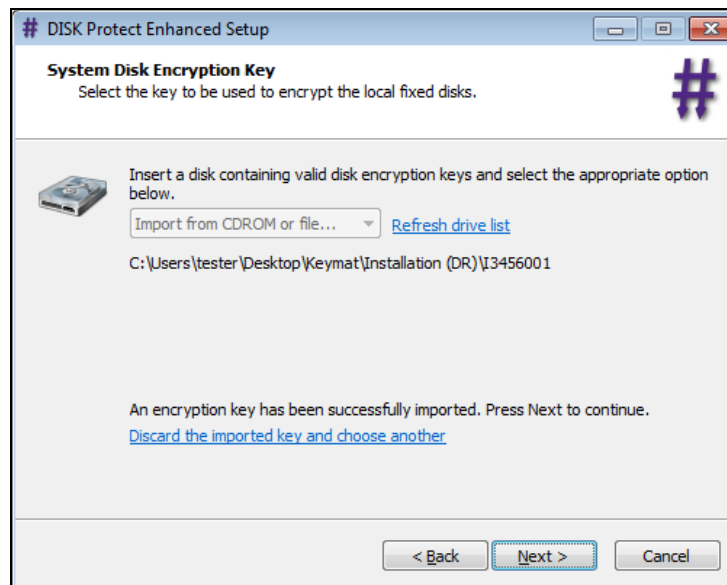 # DISK Protect Enhanced Setup
System Disk Encryption Key
Select the key to be used to encrypt the local fixed disks.
#
Insert a disk containing valid disk encryption keys and select the appropriate option
below.
Import from CDROM or file... Refresh drive list
C:\Users\tester\Desktop\Keymat\Installation (DR)\I3456001
An encryption key has been successfully imported. Press Next to continue.
Discard the imported key and choose another
< Back Next > Cancel